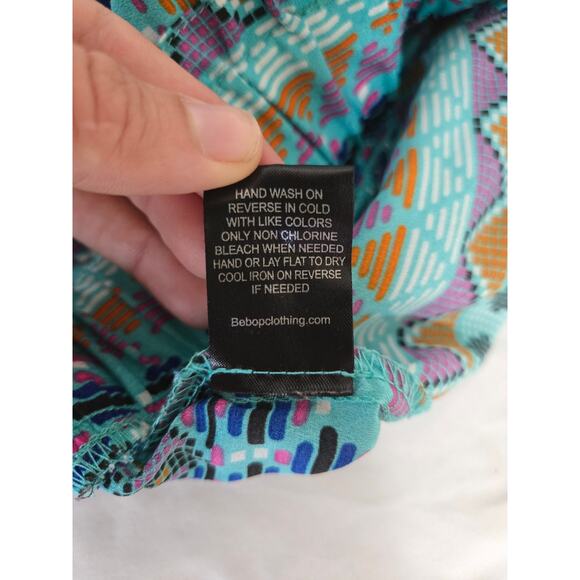 HAND WASH ON
REVERSE IN COLD
WITH LIKE COLORS
ONLY NON CHLORINE
BLEACH WHEN NEEDED
HAND OR LAY FLAT TO DRY
COOL IRON ON REVERSE
IF NEEDED
Bebopclothing.com